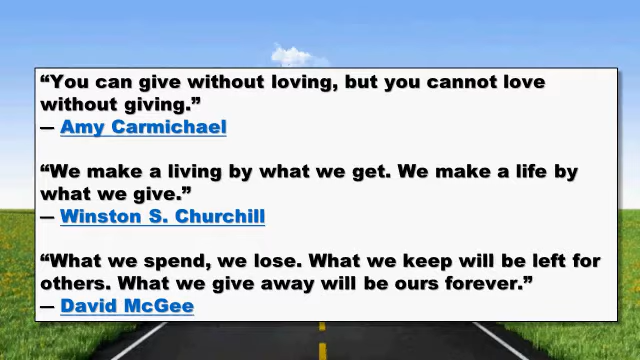 “You can give without loving, but you cannot love
without giving.”
― Amy Carmichael
“We make a living by what we get. We make a life by
what we give.”
― Winston S. Churchill
“What we spend, we lose. What we keep will be left for
others. What we give away will be ours forever.”
― David McGee